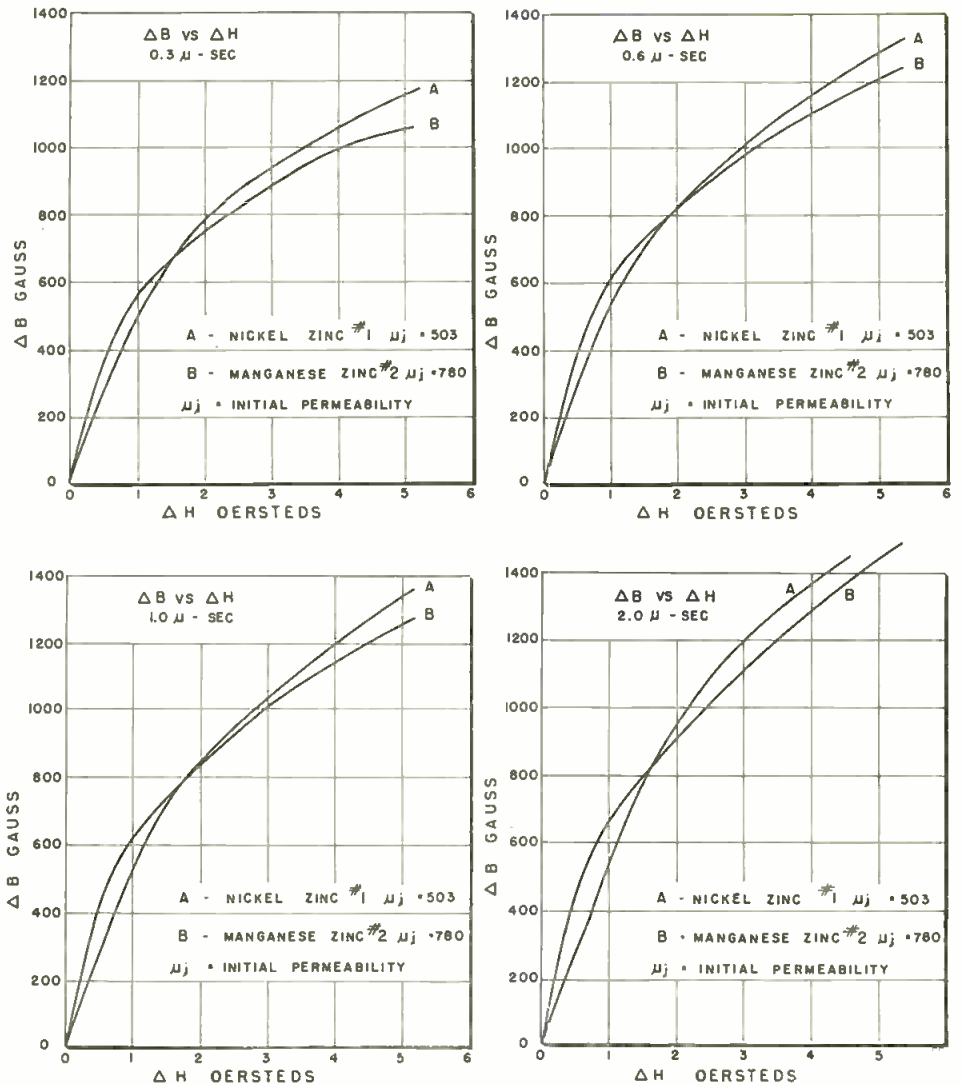 ΔB vs ΔH
0.3 μ - SEC
1400
1200
1000
800
600
400
200
0
ΔB GAUSS
A
B
A - NICKEL ZINC #1 μj = 503
B - MANGANESE ZINC #2 μj = 780
μj = INITIAL PERMEABILITY
0 1 2 3 4 5 6
ΔH OERSTEDS
ΔB vs ΔH
0.6 μ - SEC
1400
1200
1000
800
600
400
200
0
ΔB GAUSS
A
B
A - NICKEL ZINC #1 μj = 503
B - MANGANESE ZINC #2 μj = 780
μj = INITIAL PERMEABILITY
0 1 2 3 4 5 6
ΔH OERSTEDS
ΔB vs ΔH
1.0 μ - SEC
1400
1200
1000
800
600
400
200
0
ΔB GAUSS
A
B
A - NICKEL ZINC #1 μj = 503
B - MANGANESE ZINC #2 μj = 780
μj = INITIAL PERMEABILITY
0 1 2 3 4 5 6
ΔH OERSTEDS
ΔB vs ΔH
2.0 μ - SEC
1400
1200
1000
800
600
400
200
0
ΔB GAUSS
A
B
A - NICKEL ZINC #1 μj = 503
B - MANGANESE ZINC #2 μj = 780
μj = INITIAL PERMEABILITY
0 1 2 3 4 5 6
ΔH OERSTEDS